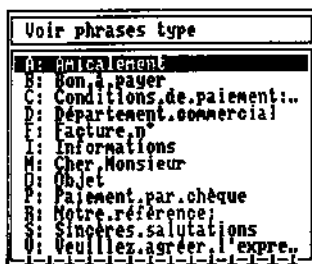 Voir phrases type
A: Amicalement
B: Bon.à.payer
C: Conditions.de.paiement:..
D: Département.commercial
F: Facture.n°
I: Informations
M: Cher.Monsieur
O: Objet
P: Paiement.par.chèque
R: Notre.référence:
S: Sincères.salutations
V: Veuillez.agréer.l'expre..